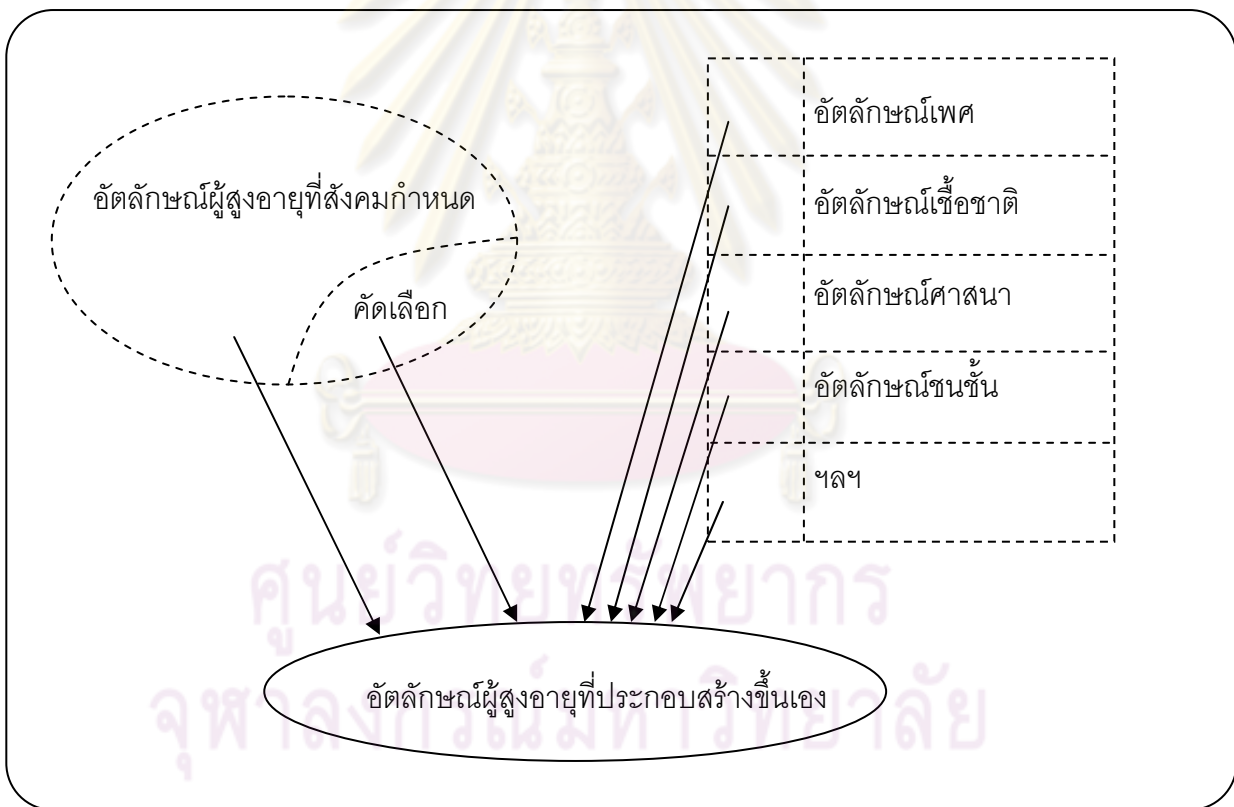 อัตลักษณ์ผู้สูงอายุที่สังคมกำหนด
คัดเลือก
อัตลักษณ์เพศ
อัตลักษณ์เชื้อชาติ
อัตลักษณ์ศาสนา
อัตลักษณ์ชนชั้น
ฯลฯ
อัตลักษณ์ผู้สูงอายุที่ประกอบสร้างขึ้นเอง
ศูนย์วิทยทรัพยากร
จุฬาลงกรณ์มหาวิทยาลัย